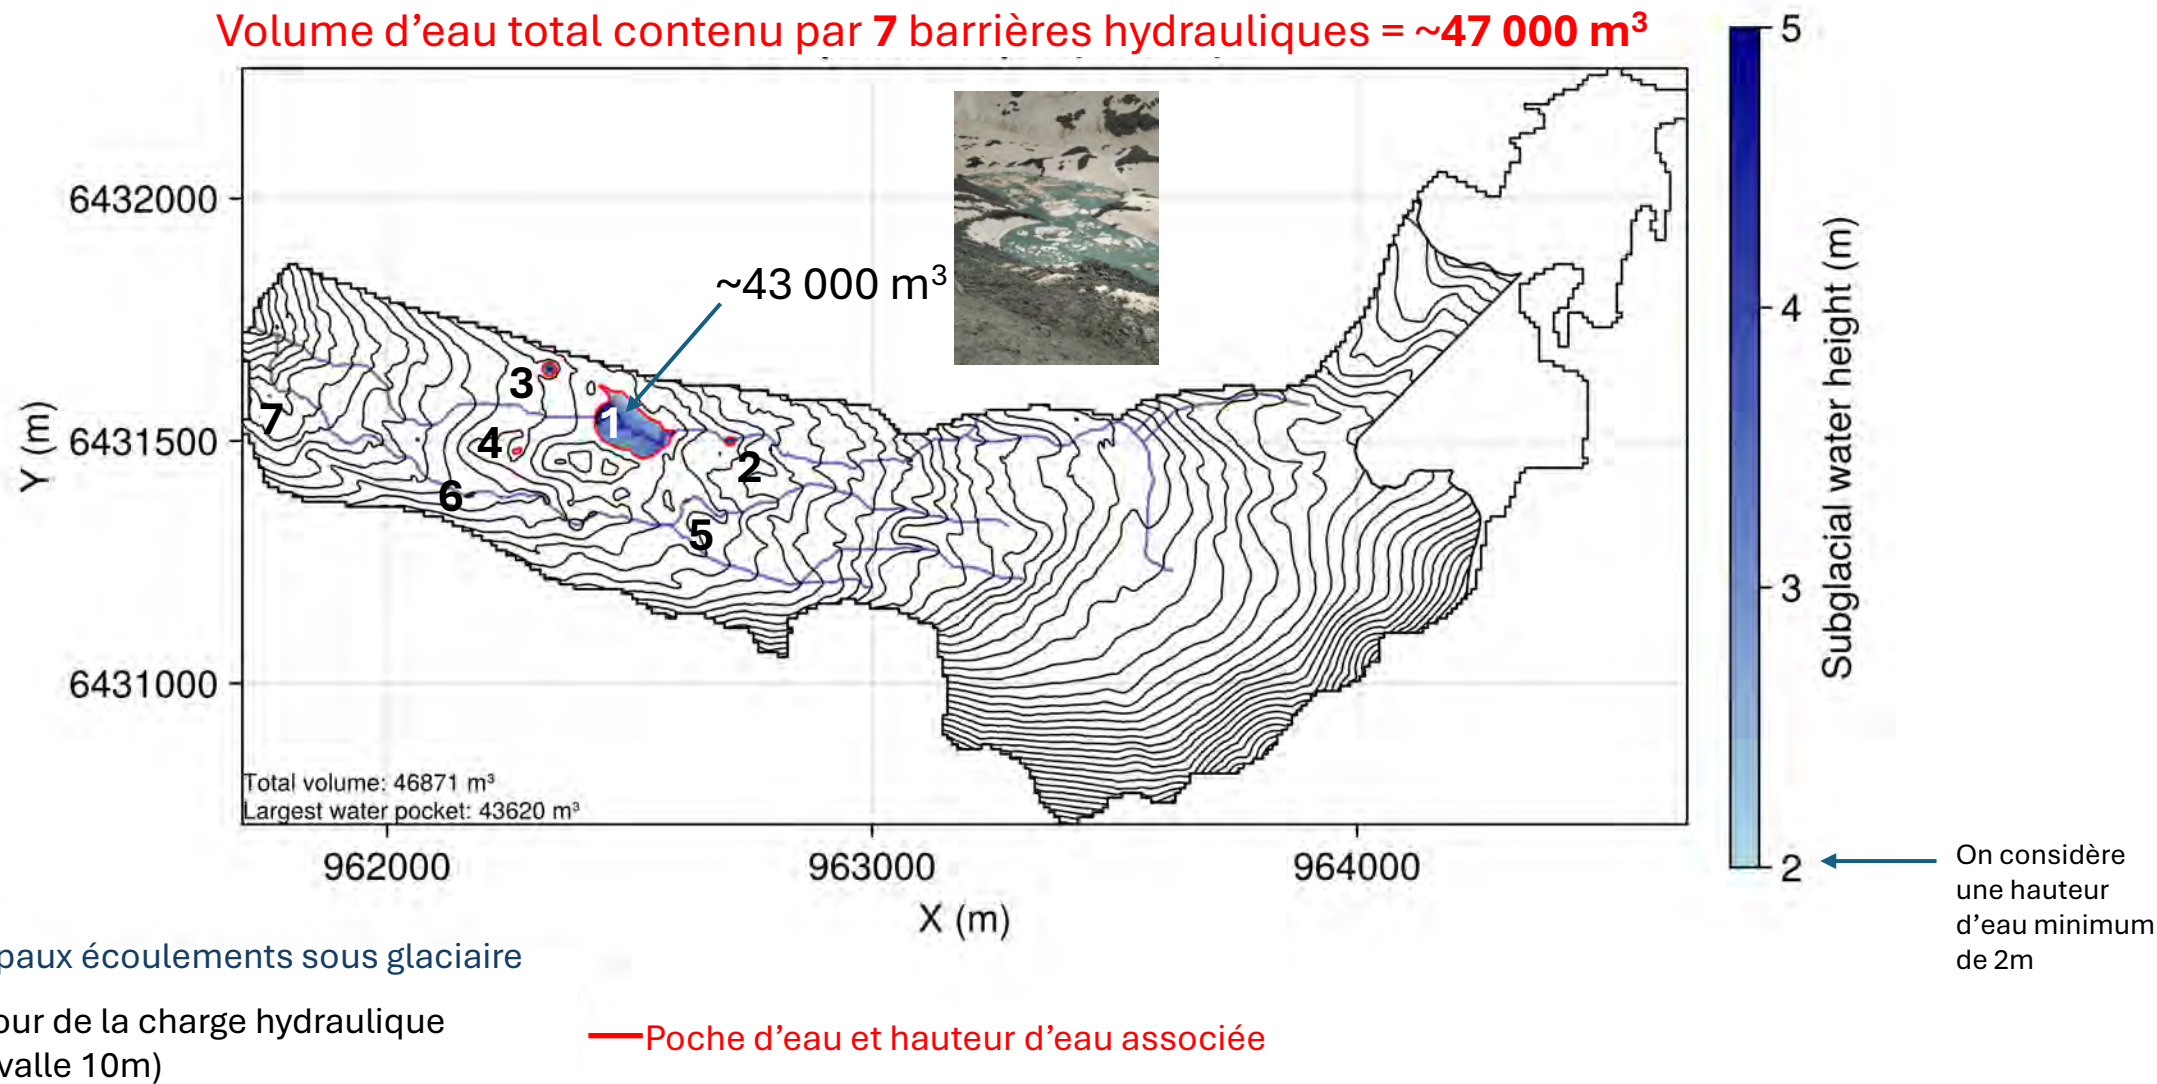 Volume d’eau total contenu par 7 barrières hydrauliques = ~47 000 m³
5
6432000
~43 000 m³
4
3
1
7
6431500
4
2
6
5
3
Y (m)
Subglacial water height (m)
6431000
Total volume: 46871 m³
Largest water pocket: 43620 m³
962000
963000
964000
2
X (m)
On considère
une hauteur
d’eau minimum
de 2m
paux écoulements sous glaciaire
our de la charge hydraulique
valle 10m)
Poche d’eau et hauteur d’eau associée